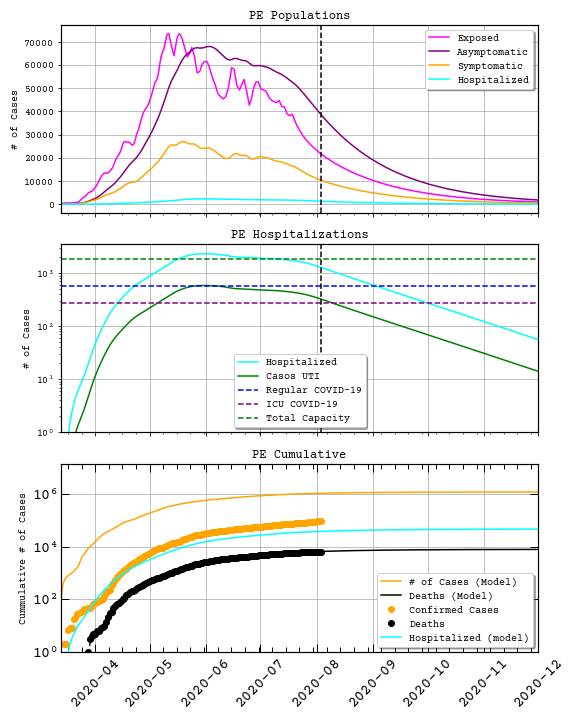 PE Populations
# of Cases
70000
60000
50000
40000
30000
20000
10000
0
Exposed
Asymptomatic
Symptomatic
Hospitalized
PE Hospitalizations
# of Cases
10³
10²
10¹
10⁰
Hospitalized
Casos UTI
Regular COVID-19
ICU COVID-19
Total Capacity
PE Cumulative
Cummulative # of Cases
10⁶
10⁴
10²
10⁰
# of Cases (Model)
Deaths (Model)
Confirmed Cases
Deaths
Hospitalized (model)
2020-04
2020-05
2020-06
2020-07
2020-08
2020-09
2020-10
2020-11
2020-12